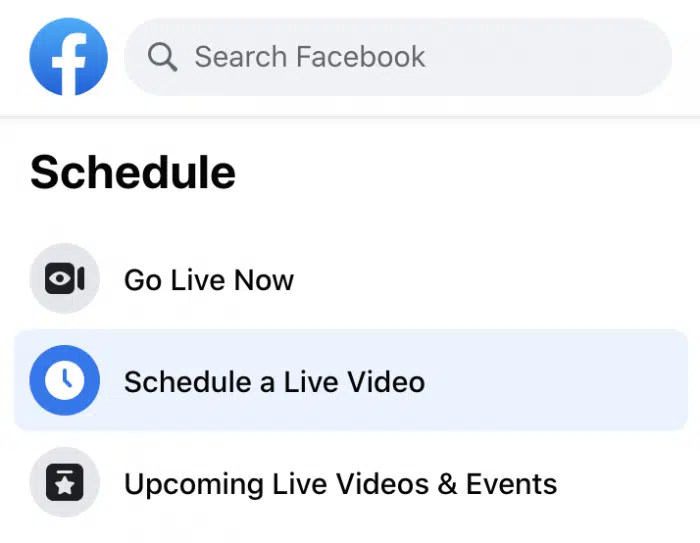 Search Facebook
Schedule
Go Live Now
Schedule a Live Video
Upcoming Live Videos & Events